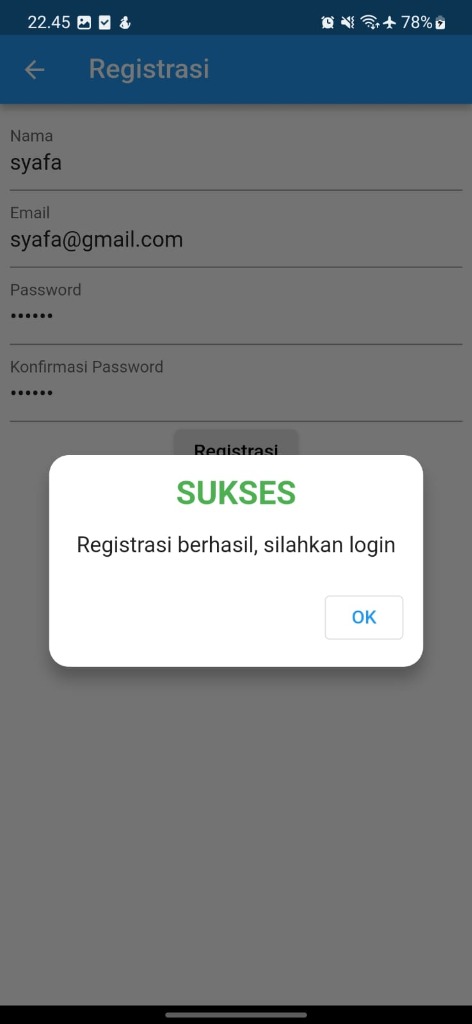 22.45 78%
Registrasi
Nama
syafa
Email
syafa@gmail.com
Password
••••••
Konfirmasi Password
••••••
Registrasi
SUKSES
Registrasi berhasil, silahkan login
OK